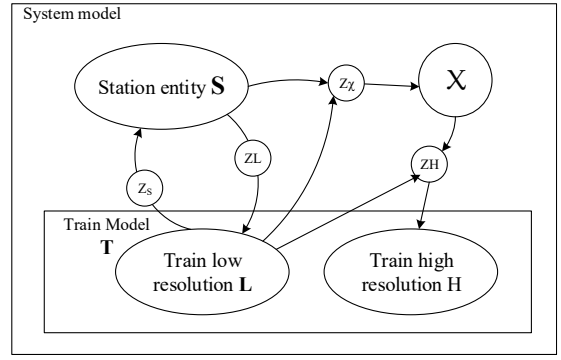 System model
Station entity S
Zχ
X
ZL
ZH
Zs
Train Model
T
Train low
resolution L
Train high
resolution H